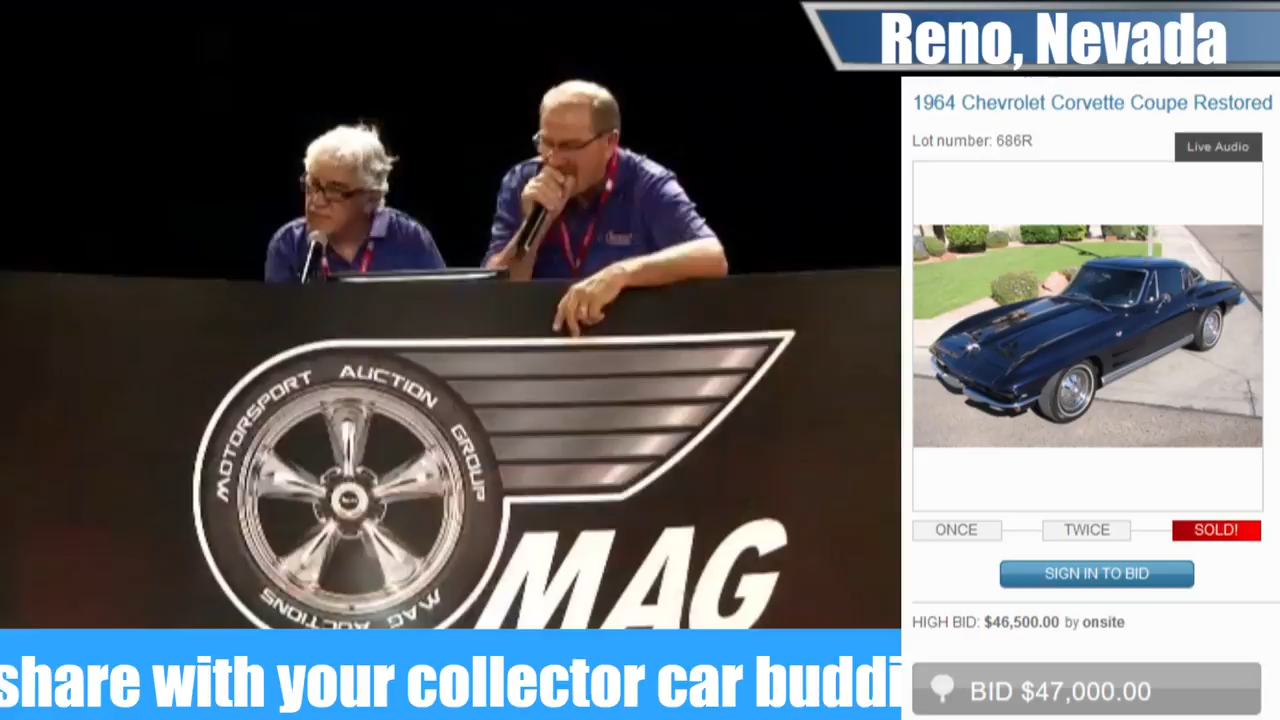 Reno, Nevada
1964 Chevrolet Corvette Coupe Restored
Lot number: 686R
Live Audio
MOTORSPORT AUCTION GROUP
MAG AUCTIONS
MAG
ONCE
TWICE
SOLD!
SIGN IN TO BID
HIGH BID: $46,500.00 by onsite
BID $47,000.00
share with your collector car buddi